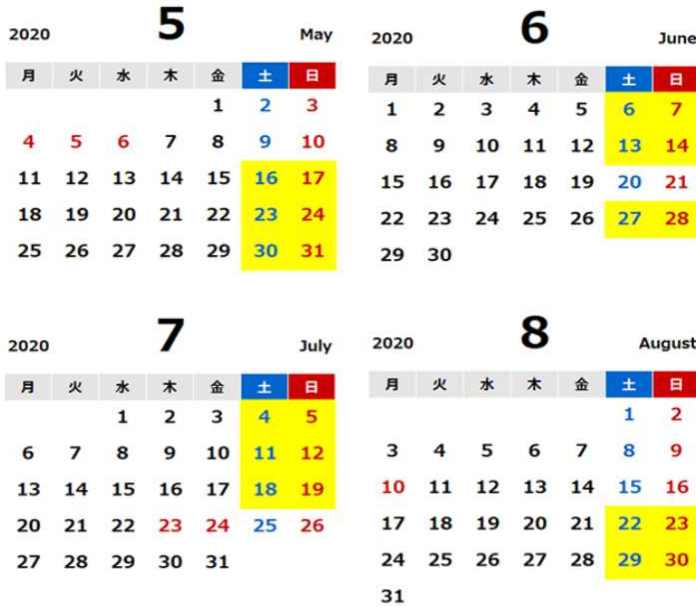 2020 5 May
月 火 水 木 金 土 日
1 2 3
4 5 6 7 8 9 10
11 12 13 14 15 16 17
18 19 20 21 22 23 24
25 26 27 28 29 30 31
2020 6 June
月 火 水 木 金 土 日
1 2 3 4 5 6 7
8 9 10 11 12 13 14
15 16 17 18 19 20 21
22 23 24 25 26 27 28
29 30
2020 7 July
月 火 水 木 金 土 日
1 2 3 4 5
6 7 8 9 10 11 12
13 14 15 16 17 18 19
20 21 22 23 24 25 26
27 28 29 30 31
2020 8 August
月 火 水 木 金 土 日
1 2
3 4 5 6 7 8 9
10 11 12 13 14 15 16
17 18 19 20 21 22 23
24 25 26 27 28 29 30
31